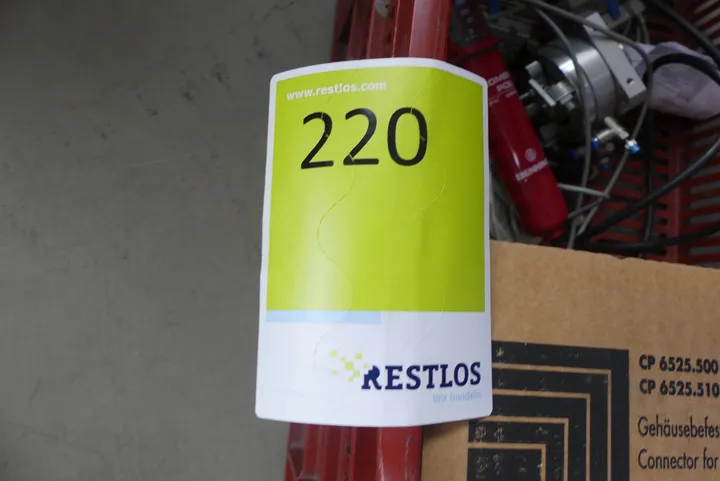 www.restlos.com
220
RESTLOS
Wir handeln
CP 6525.500
CP 6525.510
Gehäusebefes
Connector for